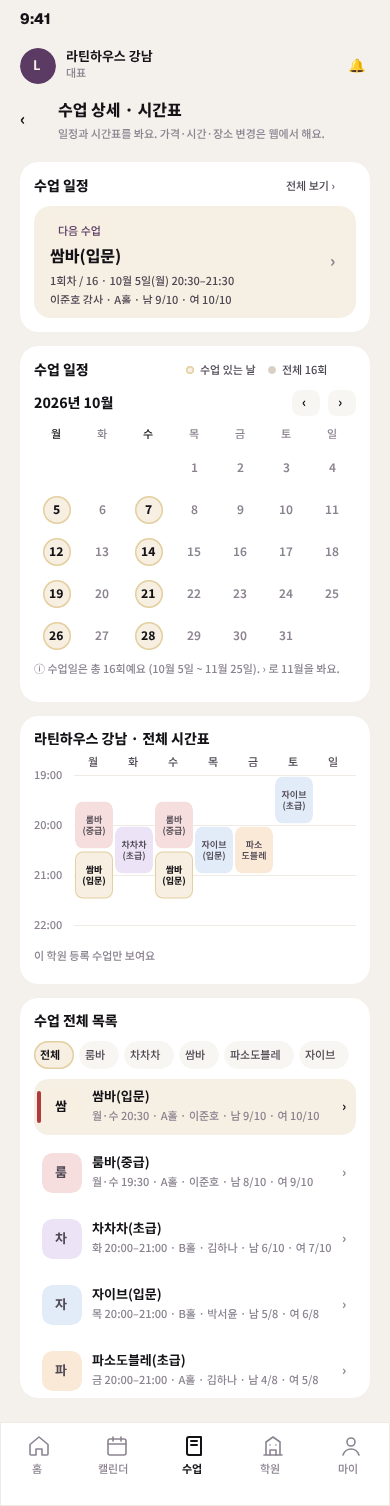 9:41
L
라틴하우스 강남
대표
🔔
‹
수업 상세 · 시간표
일정과 시간표를 봐요. 가격·시간·장소 변경은 웹에서 해요.
수업 일정
전체 보기 ›
다음 수업
쌈바(입문)
1회차 / 16 · 10월 5일(월) 20:30–21:30
이준호 강사 · A홀 · 남 9/10 · 여 10/10
›
수업 일정
수업 있는 날
전체 16회
2026년 10월
‹ ›
월 화 수 목 금 토 일
1 2 3 4
5 6 7 8 9 10 11
12 13 14 15 16 17 18
19 20 21 22 23 24 25
26 27 28 29 30 31
ⓘ 수업일은 총 16회예요 (10월 5일 ~ 11월 25일). › 로 11월을 봐요.
라틴하우스 강남 · 전체 시간표
월 화 수 목 금 토 일
19:00
자이브
(초급)
룸바
(중급)
룸바
(중급)
20:00
차차차
(초급)
자이브
(입문)
파소
도블레
쌈바
(입문)
쌈바
(입문)
21:00
22:00
이 학원 등록 수업만 보여요
수업 전체 목록
전체 룸바 차차차 쌈바 파소도블레 자이브
쌈
쌈바(입문)
월·수 20:30 · A홀 · 이준호 · 남 9/10 · 여 10/10
›
룸
룸바(중급)
월·수 19:30 · A홀 · 이준호 · 남 8/10 · 여 9/10
›
차
차차차(초급)
화 20:00–21:00 · B홀 · 김하나 · 남 6/10 · 여 7/10
›
자
자이브(입문)
목 20:00–21:00 · B홀 · 박서윤 · 남 5/8 · 여 6/8
›
파
파소도블레(초급)
금 20:00–21:00 · A홀 · 김하나 · 남 4/8 · 여 5/8
›
홈 캘린더 수업 학원 마이